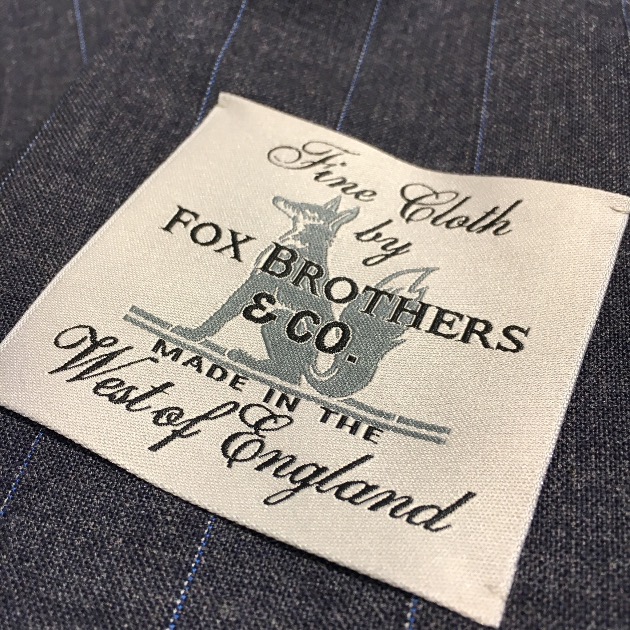 Fine Cloth
by
FOX BROTHERS
& CO.
MADE IN THE
West of England